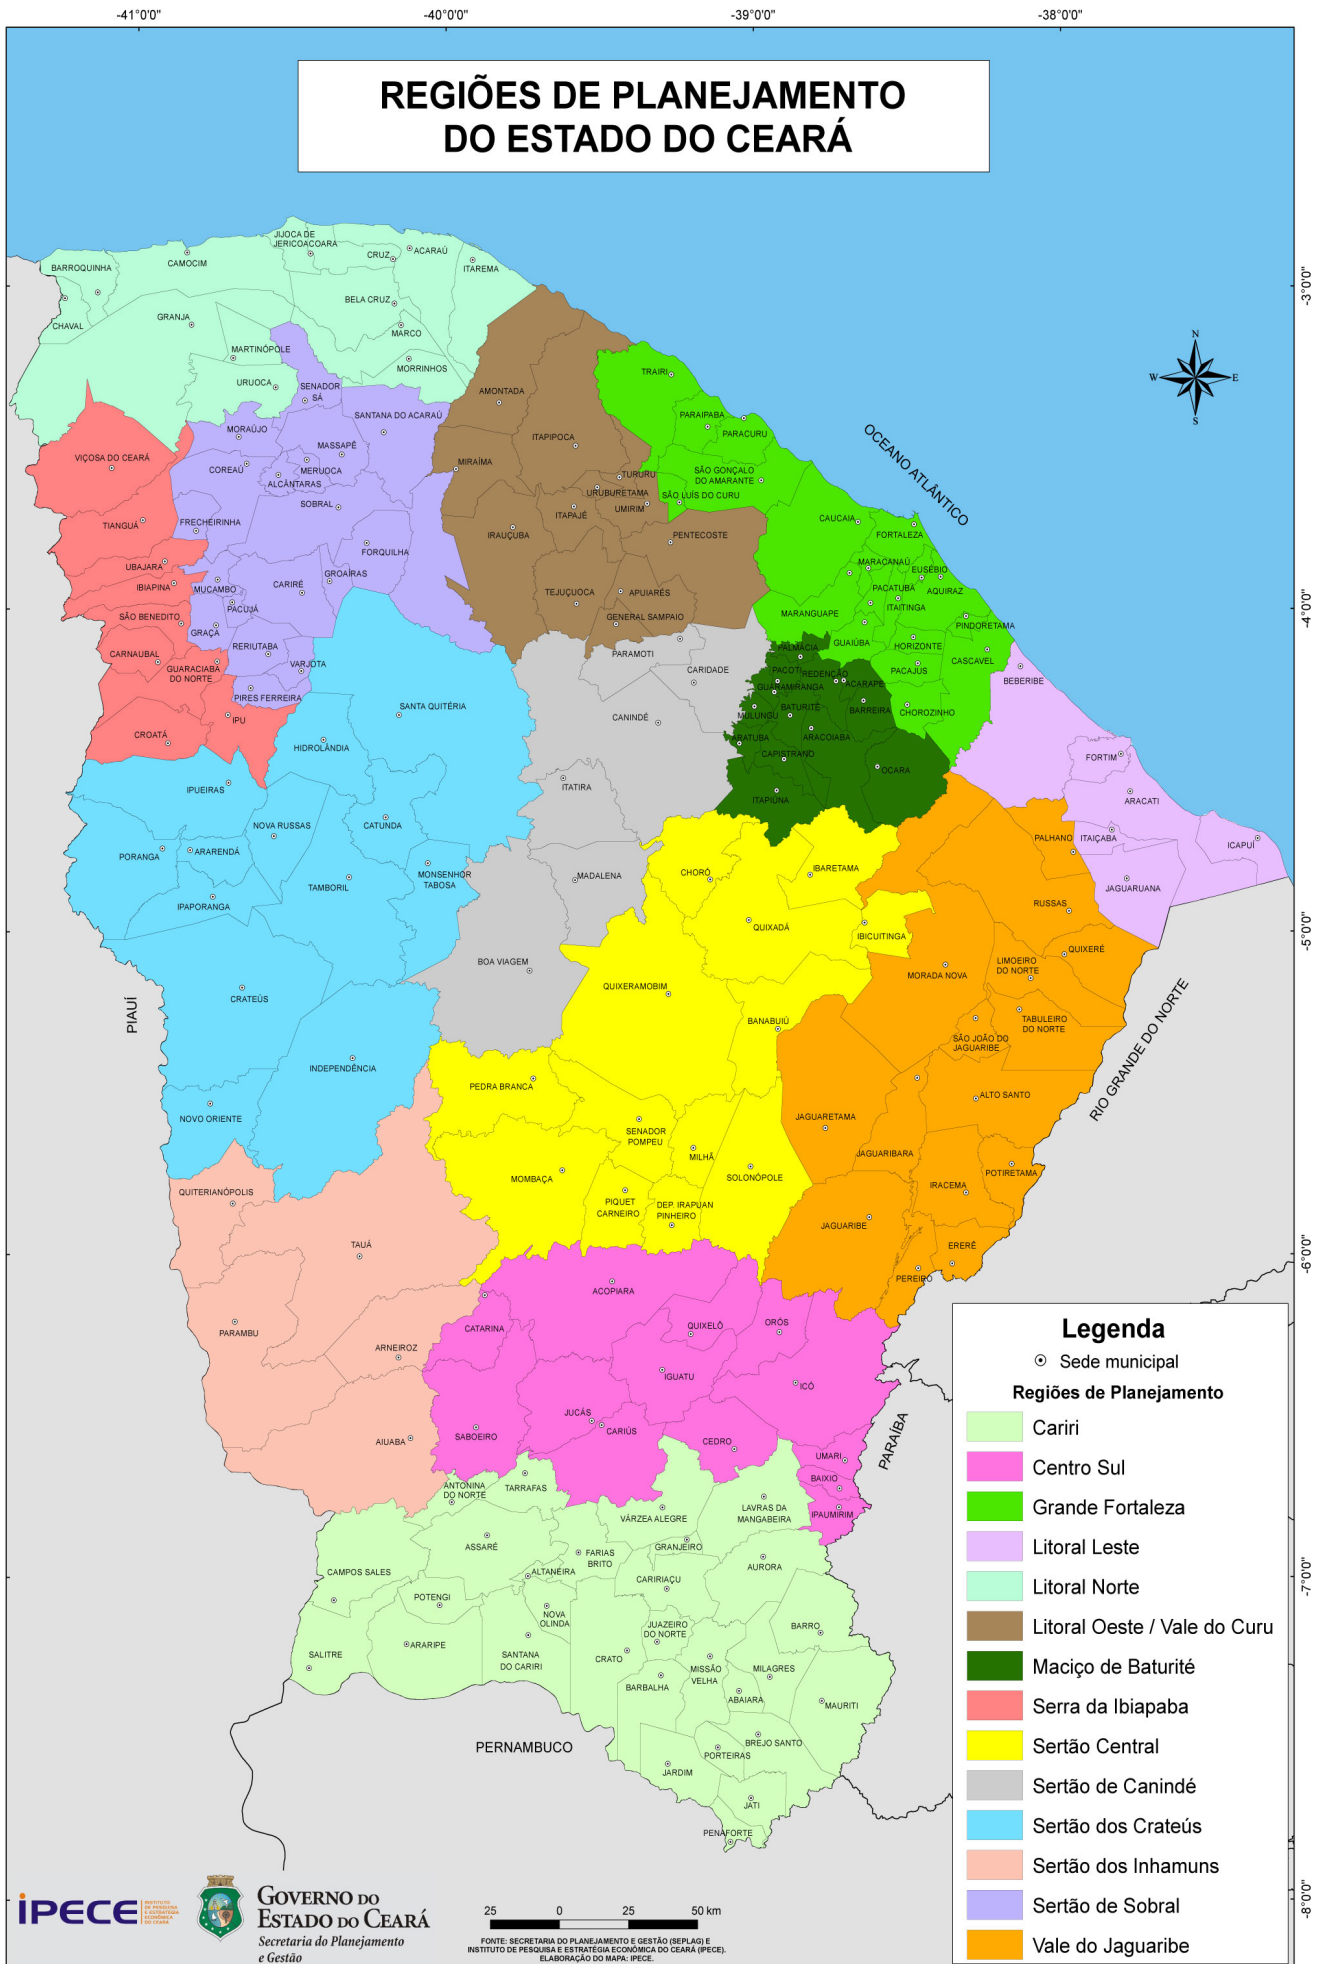 -41°0'0"
-40°0'0"
-39°0'0"
-38°0'0"
REGIÕES DE PLANEJAMENTO
DO ESTADO DO CEARÁ
JIJOCA DE
JERICOACOARA
ACARAÚ
CRUZ
BARROQUINHA
CAMOCIM
ITAREMA
-3°0'0"
BELA CRUZ
CHAVAL
GRANJA
MARCO
MARTINÓPOLE
MORRINHOS
URUOCA
SENADOR
SÁ
TRAIRI
N
W
E
S
AMONTADA
SANTANA DO ACARAÚ
PARAIPABA
PARACURU
MORAÚJO
MASSAPÊ
ITAPIPOCA
OCEANO ATLÂNTICO
VIÇOSA DO CEARÁ
COREAÚ
MERUOCA
ALCÂNTARAS
MIRAÍMA
SÃO GONÇALO
DO AMARANTE
TURURU
URUBURETAMA
SÃO LUÍS DO CURU
UMIRIM
SOBRAL
ITAPAJÉ
TIANGUÁ
FRECHEIRINHA
CAUCAIA
FORTALEZA
IRAUÇUBA
PENTECOSTE
FORQUILHA
UBAJARA
IBIAPINA
MUCAMBO
CARIRÉ
GROAÍRAS
MARACANAÚ
EUSÉBIO
PACATUBA
AQUIRAZ
ITAITINGA
TEJUÇUOCA
APUIARÉS
PACUJÁ
SÃO BENEDITO
GENERAL SAMPAIO
MARANGUAPE
-4°0'0"
PINDORETAMA
GRAÇA
RERIUTABA
GUAIÚBA
HORIZONTE
PALMÁCIA
PARAMOTI
CARNAUBAL
GUARACIABA
DO NORTE
VARJOTA
CARIDADE
PACOTI
REDENÇÃO
ACARAPE
PACAJUS
CASCAVEL
BEBERIBE
GUARAMIRANGA
PIRES FERREIRA
SANTA QUITÉRIA
MULUNGU
BATURITÉ
BARREIRA
CHOROZINHO
IPU
CANINDÉ
CROATÁ
HIDROLÂNDIA
ARATUBA
ARACOIABA
CAPISTRANO
FORTIM
OCARA
IPUEIRAS
ITATIRA
ITAPIÚNA
ARACATI
NOVA RUSSAS
CATUNDA
PALHANO
ITAIÇABA
ICAPUÍ
PORANGA
ARARENDÁ
MONSENHOR
TABOSA
TAMBORIL
MADALENA
CHORÓ
IBARETAMA
JAGUARUANA
IPAPORANGA
RUSSAS
QUIXADÁ
IBICUITINGA
-5°0'0"
QUIXERÉ
BOA VIAGEM
LIMOEIRO
DO NORTE
MORADA NOVA
CRATEÚS
QUIXERAMOBIM
PIAUÍ
BANABUIÚ
TABULEIRO
DO NORTE
SÃO JOÃO DO
JAGUARIBE
RIO GRANDE DO NORTE
INDEPENDÊNCIA
PEDRA BRANCA
ALTO SANTO
NOVO ORIENTE
JAGUARETAMA
SENADOR
POMPEU
MILHÃ
JAGUARIBARA
POTIRETAMA
MOMBAÇA
SOLONÓPOLE
QUITERIANÓPOLIS
IRACEMA
PIQUET
CARNEIRO
DEP. IRAPUAN
PINHEIRO
JAGUARIBE
TAUÁ
ERERÊ
-6°0'0"
PEREIRO
ACOPIARA
PARAMBU
CATARINA
QUIXELÔ
ORÓS
ARNEIROZ
IGUATU
ICÓ
JUCÁS
CARIÚS
SABOEIRO
AIUABA
CEDRO
PARAÍBA
UMARI
BAIXIO
ANTONINA
DO NORTE
TARRAFAS
IPAUMIRIM
VÁRZEA ALEGRE
LAVRAS DA
MANGABEIRA
ASSARÉ
GRANJEIRO
FARIAS
BRITO
AURORA
CAMPOS SALES
ALTANEIRA
CARIRIAÇU
-7°0'0"
POTENGI
NOVA
OLINDA
JUAZEIRO
DO NORTE
BARRO
SALITRE
ARARIPE
SANTANA
DO CARIRI
CRATO
MISSÃO
VELHA
MILAGRES
BARBALHA
ABAIARA
MAURITI
BREJO SANTO
PERNAMBUCO
PORTEIRAS
JARDIM
JATI
PENAFORTE
-8°0'0"
Legenda
Sede municipal
Regiões de Planejamento
Cariri
Centro Sul
Grande Fortaleza
Litoral Leste
Litoral Norte
Litoral Oeste / Vale do Curu
Maciço de Baturité
Serra da Ibiapaba
Sertão Central
Sertão de Canindé
Sertão dos Crateús
Sertão dos Inhamuns
Sertão de Sobral
Vale do Jaguaribe
iPECE
INSTITUTO
DE PESQUISA
E ESTRATÉGIA
ECONÔMICA
DO CEARÁ
GOVERNO DO
ESTADO DO CEARÁ
Secretaria do Planejamento
e Gestão
25
0
25
50 km
FONTE: SECRETARIA DO PLANEJAMENTO E GESTÃO (SEPLAG) E
INSTITUTO DE PESQUISA E ESTRATÉGIA ECONÔMICA DO CEARÁ (IPECE).
ELABORAÇÃO DO MAPA: IPECE.